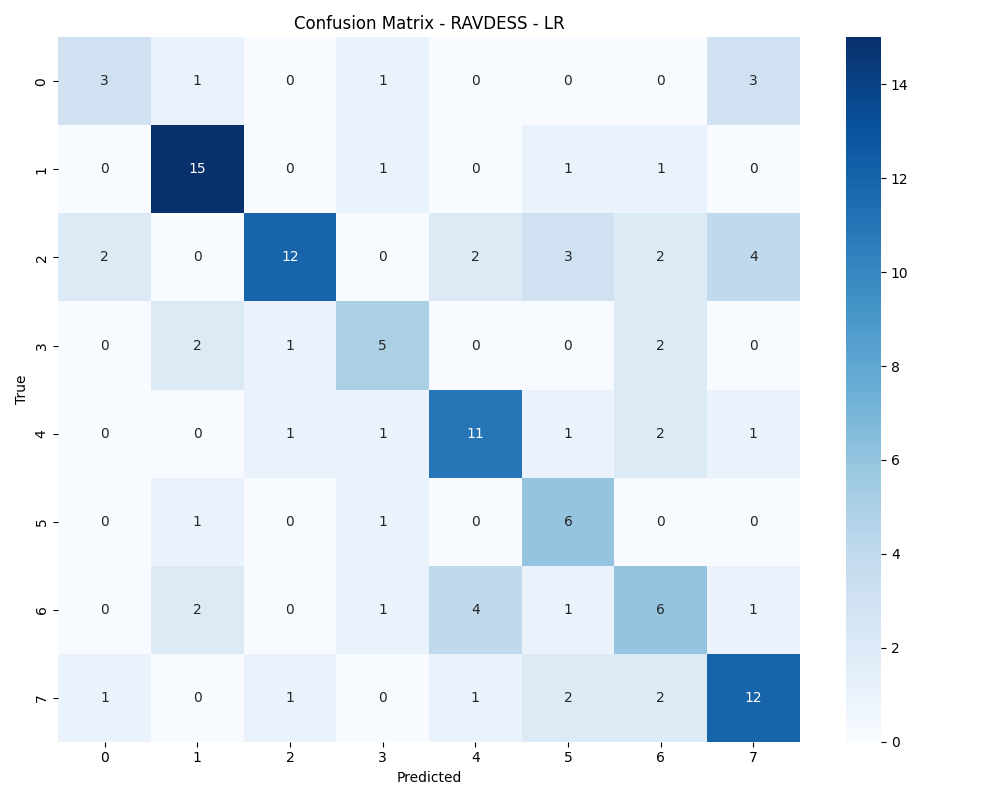 Confusion Matrix - RAVDESS - LR
0 3 1 0 1 0 0 0 3
1 0 15 0 1 0 1 1 0
2 2 0 12 0 2 3 2 4
3 0 2 1 5 0 0 2 0
4 0 0 1 1 11 1 2 1
5 0 1 0 1 0 6 0 0
6 0 2 0 1 4 1 6 1
7 1 0 1 0 1 2 2 12
True
0 1 2 3 4 5 6 7
Predicted
14
12
10
8
6
4
2
0